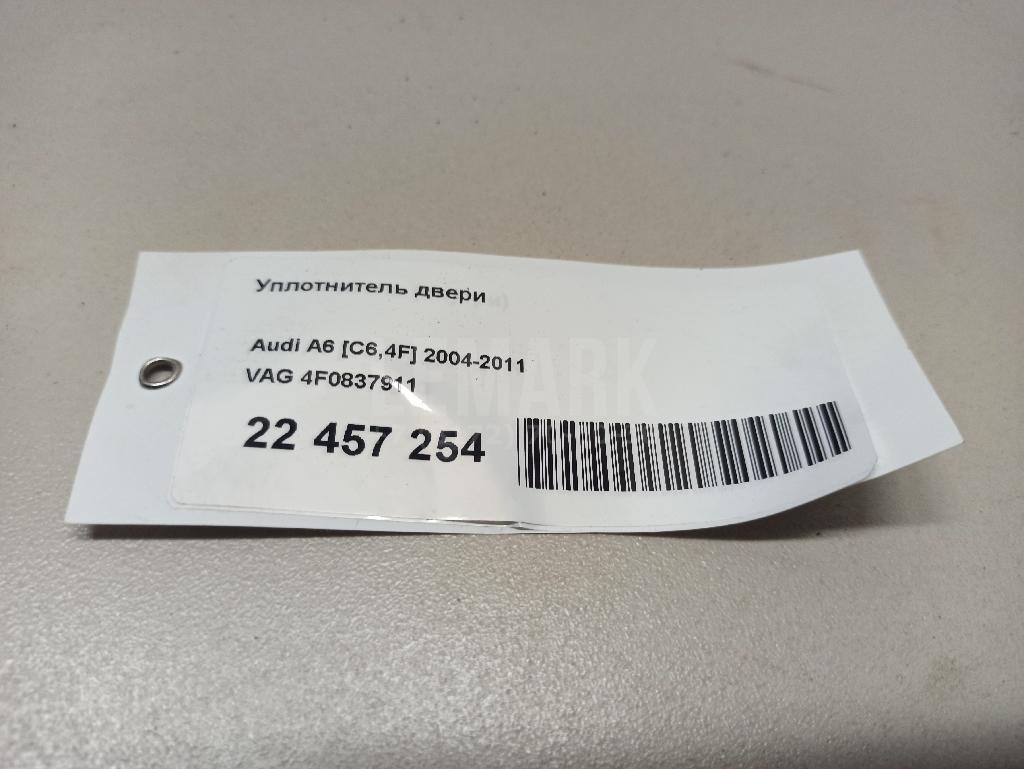 Уплотнитель двери
Audi A6 [C6,4F] 2004-2011
VAG 4F0837911
22 457 254